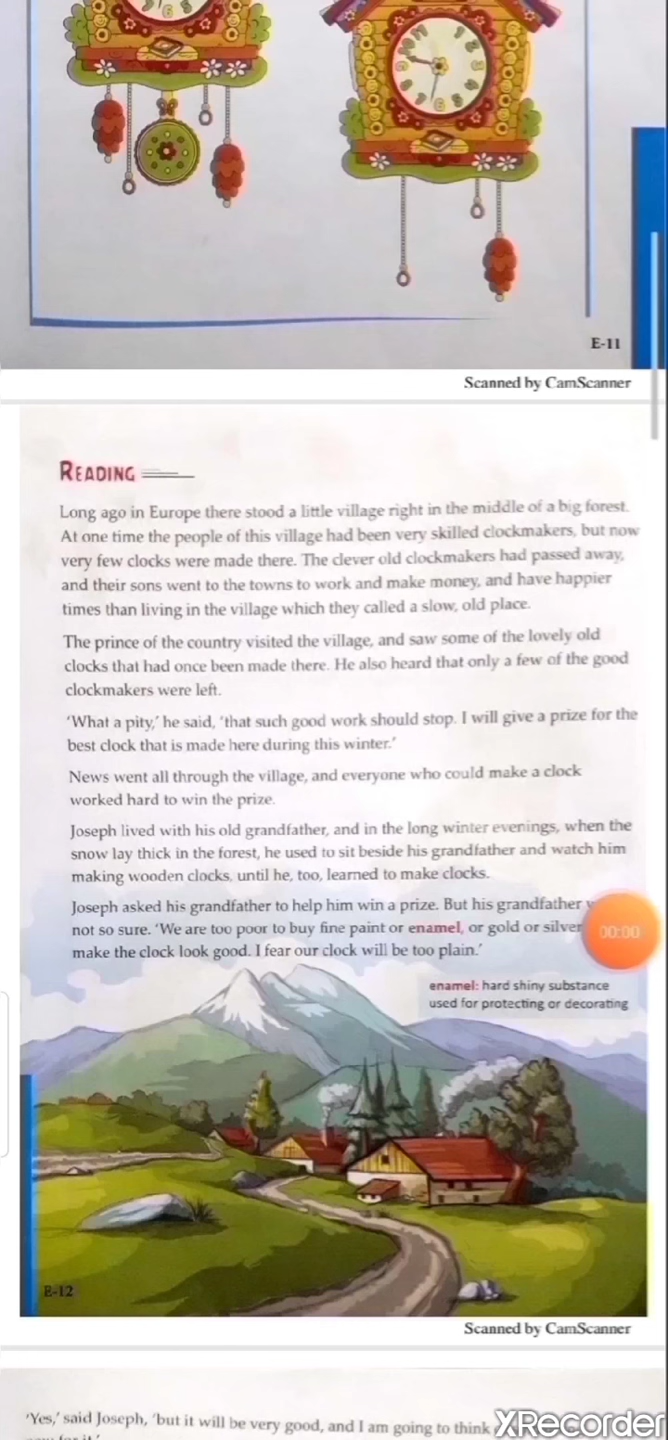 E-11
Scanned by CamScanner
READING
Long ago in Europe there stood a little village right in the middle of a big forest.
At one time the people of this village had been very skilled clockmakers, but now
very few clocks were made there. The clever old clockmakers had passed away,
and their sons went to the towns to work and make money, and have happier
times than living in the village which they called a slow, old place.
The prince of the country visited the village, and saw some of the lovely old
clocks that had once been made there. He also heard that only a few of the good
clockmakers were left.
‘What a pity,’ he said, ‘that such good work should stop. I will give a prize for the
best clock that is made here during this winter.’
News went all through the village, and everyone who could make a clock
worked hard to win the prize.
Joseph lived with his old grandfather, and in the long winter evenings, when the
snow lay thick in the forest, he used to sit beside his grandfather and watch him
making wooden clocks, until he, too, learned to make clocks.
Joseph asked his grandfather to help him win a prize. But his grandfather
not so sure. ‘We are too poor to buy fine paint or enamel, or gold or silver
00:00
make the clock look good. I fear our clock will be too plain.’
enamel: hard shiny substance
used for protecting or decorating
E-12
Scanned by CamScanner
‘Yes,’ said Joseph, ‘but it will be very good, and I am going to think
XRecorder